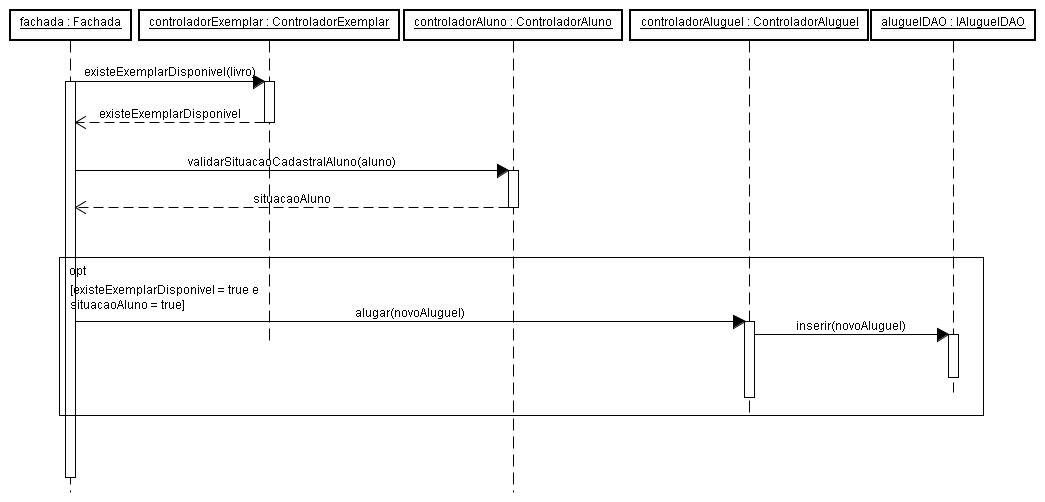 fachada : Fachada
controladorExemplar : ControladorExemplar
controladorAluno : ControladorAluno
controladorAluguel : ControladorAluguel
aluguelDAO : IAluguelDAO
existeExemplarDisponivel(livro)
existeExemplarDisponivel
validarSituacaoCadastralAluno(aluno)
situacaoAluno
opt
[existeExemplarDisponivel = true e
situacaoAluno = true]
alugar(novoAluguel)
inserir(novoAluguel)